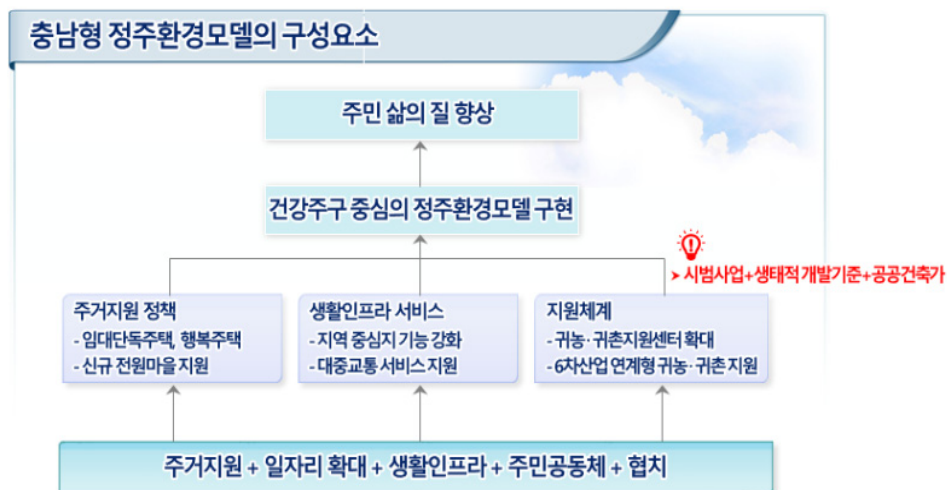 충남형 정주환경모델의 구성요소
주민 삶의 질 향상
건강주구 중심의 정주환경모델 구현
➤ 시범사업+생태적 개발기준+공공건축가
주거지원 정책
- 임대단독주택, 행복주택
- 신규 전원마을 지원
생활인프라 서비스
- 지역 중심지 기능 강화
- 대중교통 서비스 지원
지원체계
- 귀농·귀촌지원센터 확대
- 6차산업 연계형 귀농·귀촌 지원
주거지원 + 일자리 확대 + 생활인프라 + 주민공동체 + 협치